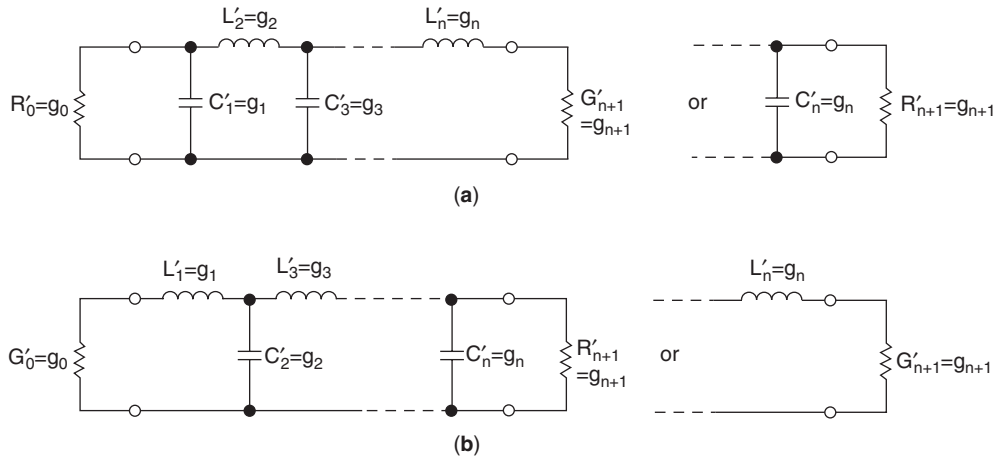 L′₂=g₂ L′ₙ=gₙ
R′₀=g₀ C′₁=g₁ C′₃=g₃ G′ₙ₊₁ or C′ₙ=gₙ R′ₙ₊₁=gₙ₊₁
=gₙ₊₁
(a)
L′₁=g₁ L′₃=g₃ L′ₙ=gₙ
G′₀=g₀ C′₂=g₂ C′ₙ=gₙ R′ₙ₊₁ or G′ₙ₊₁=gₙ₊₁
=gₙ₊₁
(b)